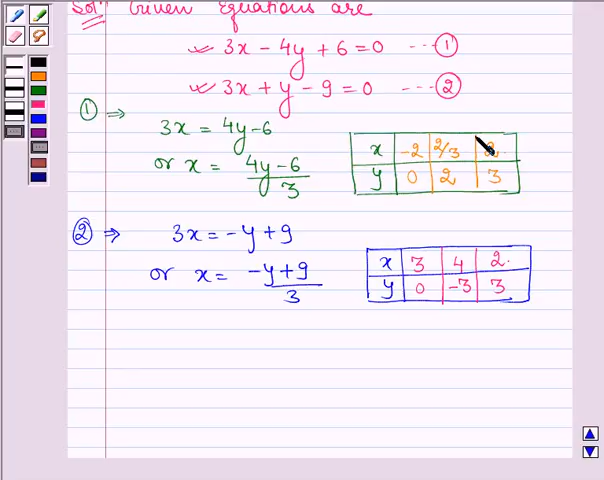 Solⁿ Given Equations are
3x - 4y + 6 = 0 ---①
3x + y - 9 = 0 ---②
① ⇒
3x = 4y - 6
or x = 4y - 6 / 3
x -2 2/3 2
y 0 2 3
② ⇒ 3x = -y + 9
or x = -y + 9 / 3
x 3 4 2
y 0 -3 3